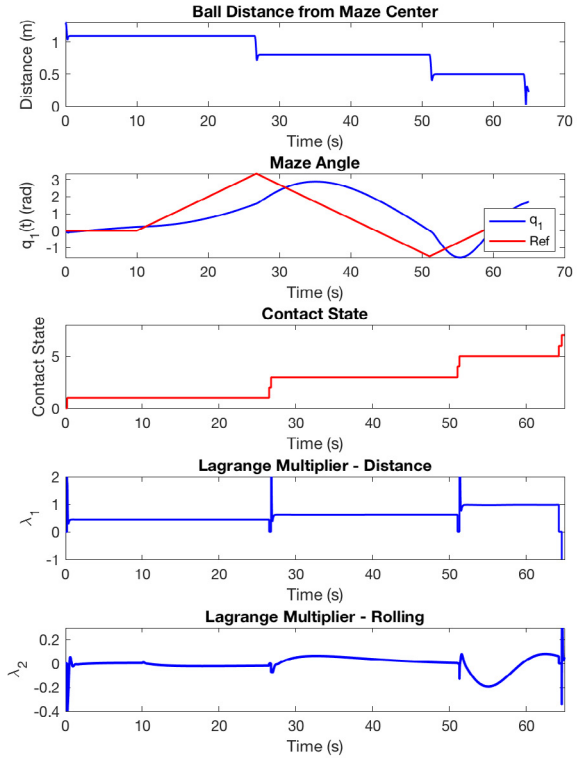 Ball Distance from Maze Center
Distance (m)
1
0.5
0
0 10 20 30 40 50 60 70
Time (s)
Maze Angle
q1(t) (rad)
3
2
1
0
-1
q1
Ref
0 10 20 30 40 50 60 70
Time (s)
Contact State
Contact State
5
0
0 10 20 30 40 50 60
Time (s)
Lagrange Multiplier - Distance
λ1
2
1
0
-1
0 10 20 30 40 50 60
Time (s)
Lagrange Multiplier - Rolling
λ2
0.2
0
-0.2
-0.4
0 10 20 30 40 50 60
Time (s)